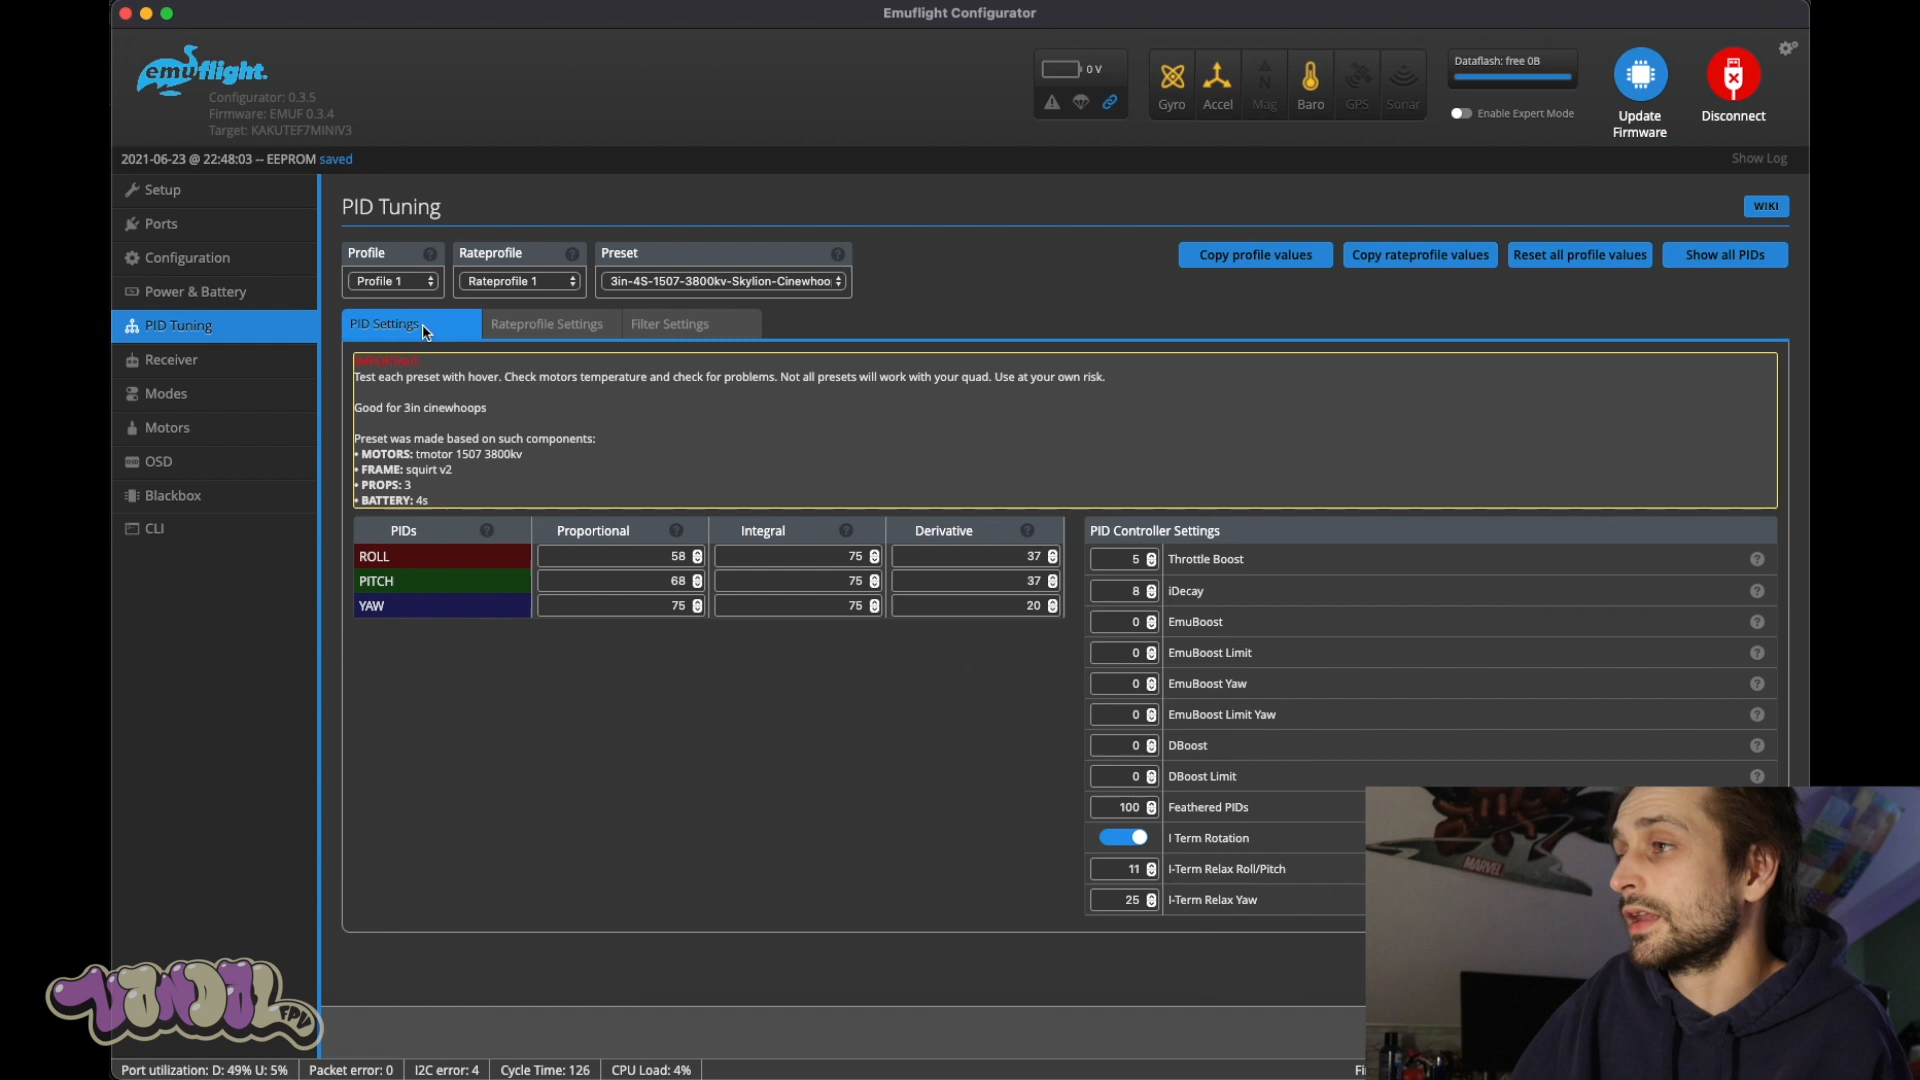 Emuflight Configurator
emuflight.
Configurator: 0.3.5
Firmware: EMUF 0.3.4
Target: KAKUTEF7MINIV3
0 V
Gyro
Accel
Mag
Baro
GPS
Sonar
Dataflash: free 0B
Enable Expert Mode
Update
Firmware
Disconnect
2021-06-23 @ 22:48:03 -- EEPROM saved
Show Log
Setup
Ports
Configuration
Power & Battery
PID Tuning
Receiver
Modes
Motors
OSD
Blackbox
CLI
PID Tuning
WIKI
Profile
Rateprofile
Preset
Profile 1
Rateprofile 1
3in-4S-1507-3800kv-Skylion-Cinewhoo
Copy profile values
Copy rateprofile values
Reset all profile values
Show all PIDs
PID Settings
Rateprofile Settings
Filter Settings
IMPORTANT
Test each preset with hover. Check motors temperature and check for problems. Not all presets will work with your quad. Use at your own risk.
Good for 3in cinewhoops
Preset was made based on such components:
• MOTORS: tmotor 1507 3800kv
• FRAME: squirt v2
• PROPS: 3
• BATTERY: 4s
PIDs Proportional Integral Derivative
ROLL 58 75 37
PITCH 68 75 37
YAW 75 75 20
PID Controller Settings
5 Throttle Boost
8 iDecay
0 EmuBoost
0 EmuBoost Limit
0 EmuBoost Yaw
0 EmuBoost Limit Yaw
0 DBoost
0 DBoost Limit
100 Feathered PIDs
I Term Rotation
11 I-Term Relax Roll/Pitch
25 I-Term Relax Yaw
MARVEL
VANDAL
FPV
Port utilization: D: 49% U: 5%
Packet error: 0
I2C error: 4
Cycle Time: 126
CPU Load: 4%